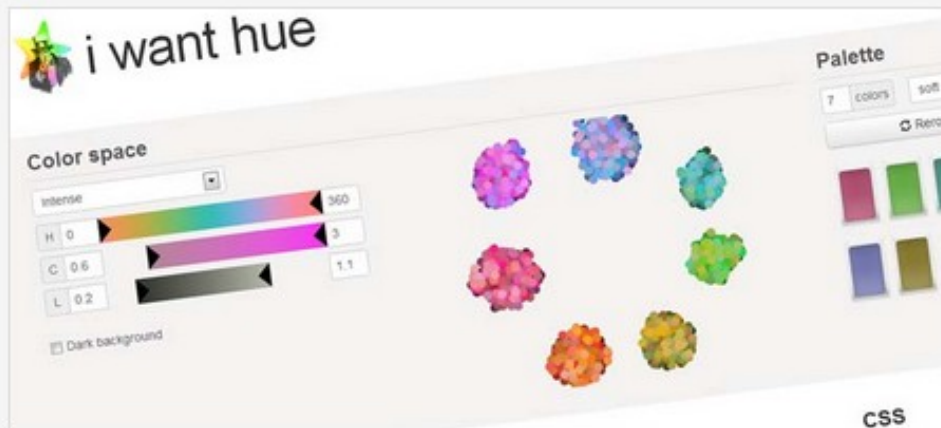 i want hue
Color space
Intense
H 0 360
C 0.6 3
L 0.2 1.1
Dark background
Palette
7 colors soft
CSS